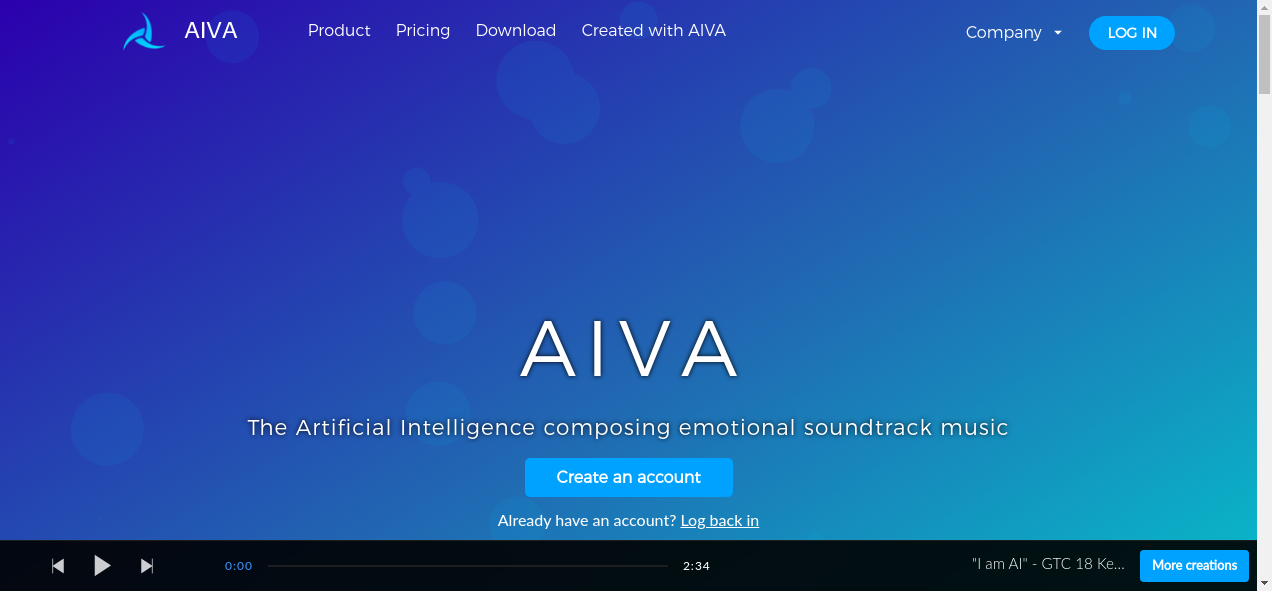 AIVA
Product Pricing Download Created with AIVA
Company
LOG IN
AIVA
The Artificial Intelligence composing emotional soundtrack music
Create an account
Already have an account? Log back in
0:00 2:34
"I am AI" - GTC 18 Ke...
More creations